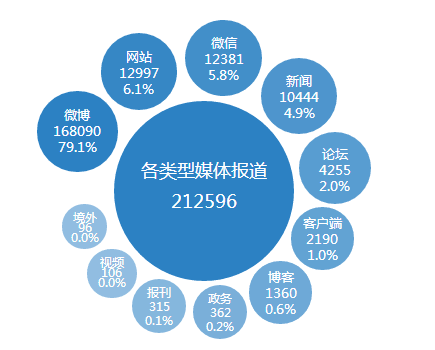 各类型媒体报道
212596
微博
168090
79.1%
网站
12997
6.1%
微信
12381
5.8%
新闻
10444
4.9%
论坛
4255
2.0%
客户端
2190
1.0%
博客
1360
0.6%
政务
362
0.2%
报刊
315
0.1%
视频
106
0.0%
境外
96
0.0%